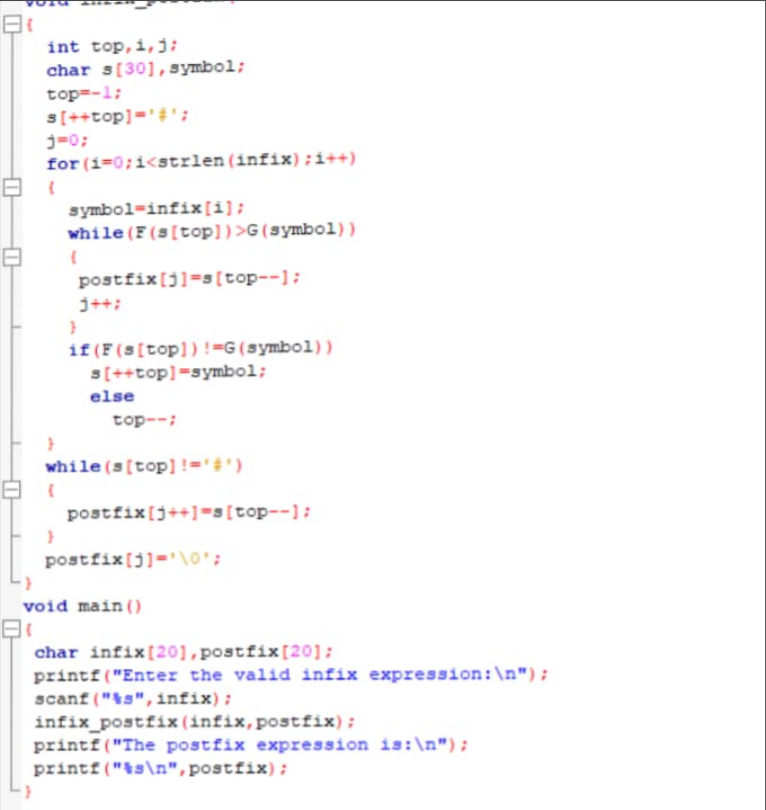 {
int top,i,j;
char s[30],symbol;
top=-1;
s[++top]='#';
j=0;
for(i=0;i<strlen(infix);i++)
{
symbol=infix[i];
while(F(s[top])>G(symbol))
{
postfix[j]=s[top--];
j++;
}
if(F(s[top])!=G(symbol))
s[++top]=symbol;
else
top--;
}
while(s[top]!='#')
{
postfix[j++]=s[top--];
}
postfix[j]='\0';
}
void main()
{
char infix[20],postfix[20];
printf("Enter the valid infix expression:\n");
scanf("%s",infix);
infix_postfix(infix,postfix);
printf("The postfix expression is:\n");
printf("%s\n",postfix);
}